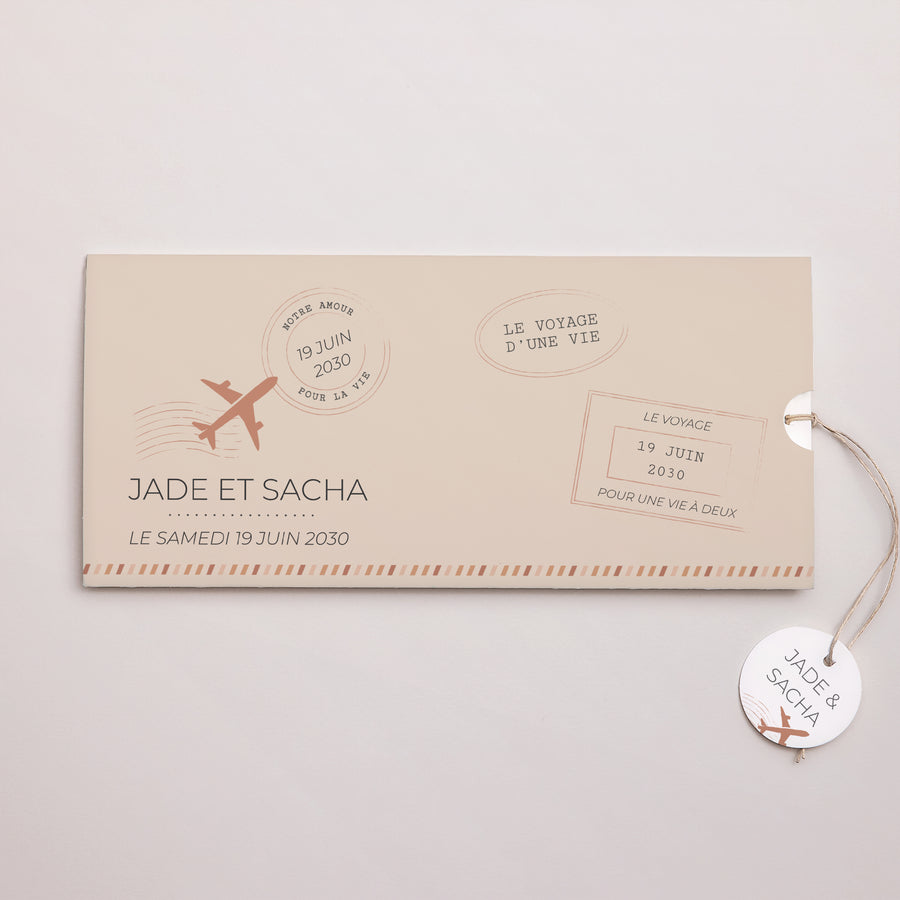 NOTRE AMOUR
19 JUIN
2030
POUR LA VIE
LE VOYAGE
D'UNE VIE
LE VOYAGE
19 JUIN
2030
POUR UNE VIE À DEUX
JADE ET SACHA
LE SAMEDI 19 JUIN 2030
JADE &
SACHA